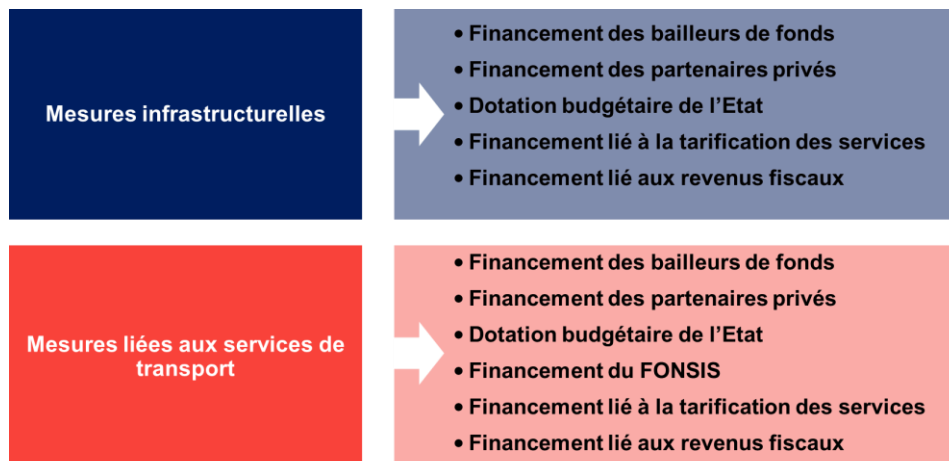 Mesures infrastructurelles
• Financement des bailleurs de fonds
• Financement des partenaires privés
• Dotation budgétaire de l’Etat
• Financement lié à la tarification des services
• Financement lié aux revenus fiscaux
Mesures liées aux services de
transport
• Financement des bailleurs de fonds
• Financement des partenaires privés
• Dotation budgétaire de l’Etat
• Financement du FONSIS
• Financement lié à la tarification des services
• Financement lié aux revenus fiscaux